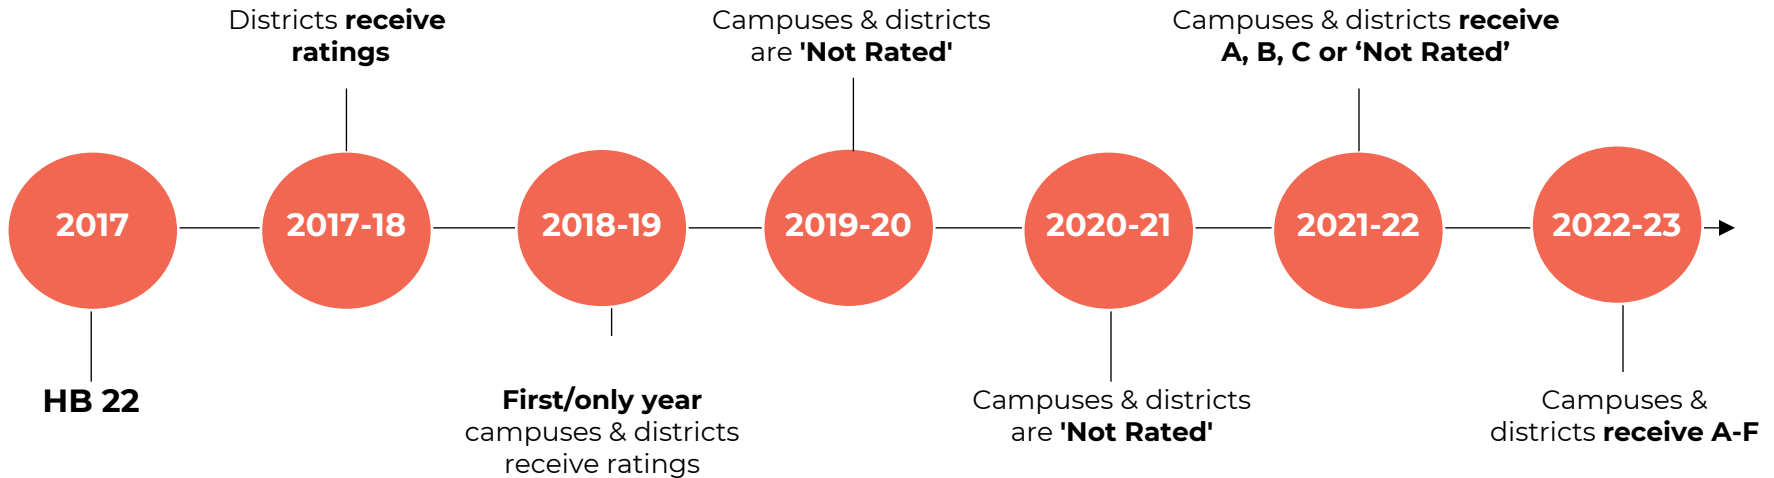 Districts receive
ratings
Campuses & districts
are 'Not Rated'
Campuses & districts receive
A, B, C or ‘Not Rated’
2017
2017-18
2018-19
2019-20
2020-21
2021-22
2022-23
HB 22
First/only year
campuses & districts
receive ratings
Campuses & districts
are 'Not Rated'
Campuses &
districts receive A-F